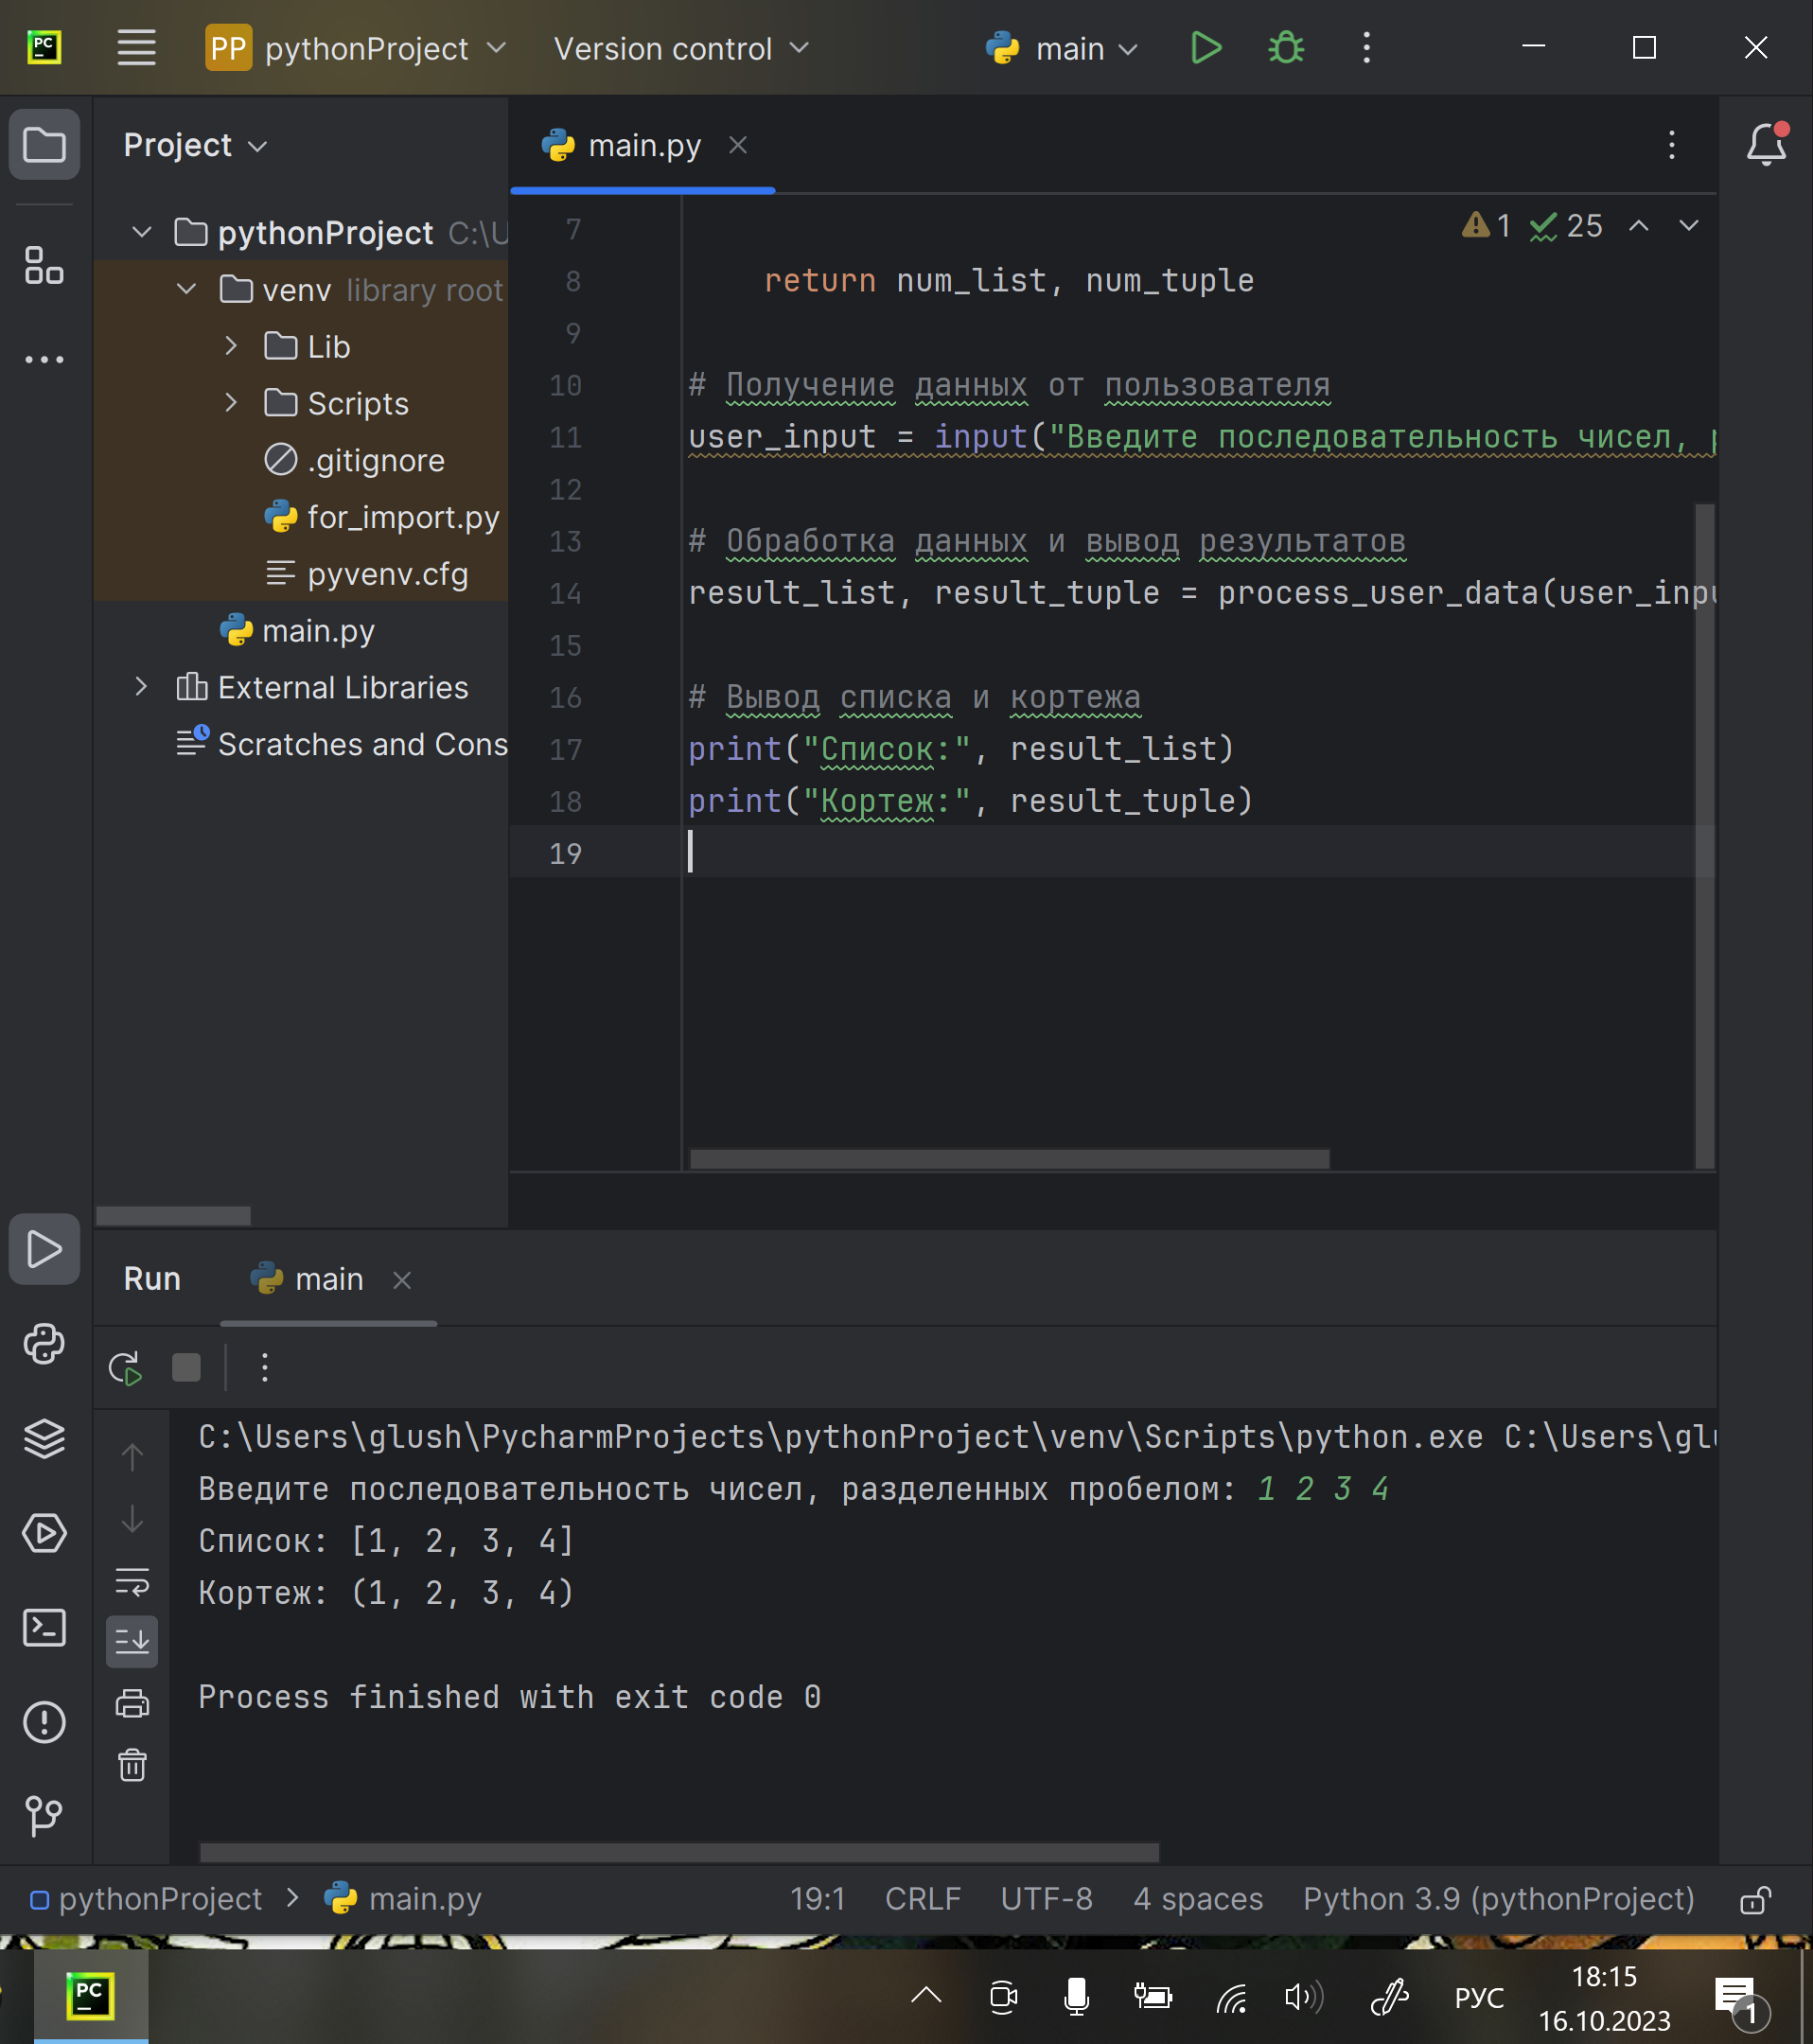 PC
PP pythonProject
Version control
main
Project
main.py
pythonProject C:\U
venv library root
Lib
Scripts
.gitignore
for_import.py
pyvenv.cfg
main.py
External Libraries
Scratches and Cons
1 25
7
8 return num_list, num_tuple
9
10 # Получение данных от пользователя
11 user_input = input("Введите последовательность чисел, р
12
13 # Обработка данных и вывод результатов
14 result_list, result_tuple = process_user_data(user_inpu
15
16 # Вывод списка и кортежа
17 print("Список:", result_list)
18 print("Кортеж:", result_tuple)
19
Run main
C:\Users\glush\PycharmProjects\pythonProject\venv\Scripts\python.exe C:\Users\glu
Введите последовательность чисел, разделенных пробелом: 1 2 3 4
Список: [1, 2, 3, 4]
Кортеж: (1, 2, 3, 4)
Process finished with exit code 0
pythonProject > main.py 19:1 CRLF UTF-8 4 spaces Python 3.9 (pythonProject)
PC
РУС
18:15
16.10.2023
1